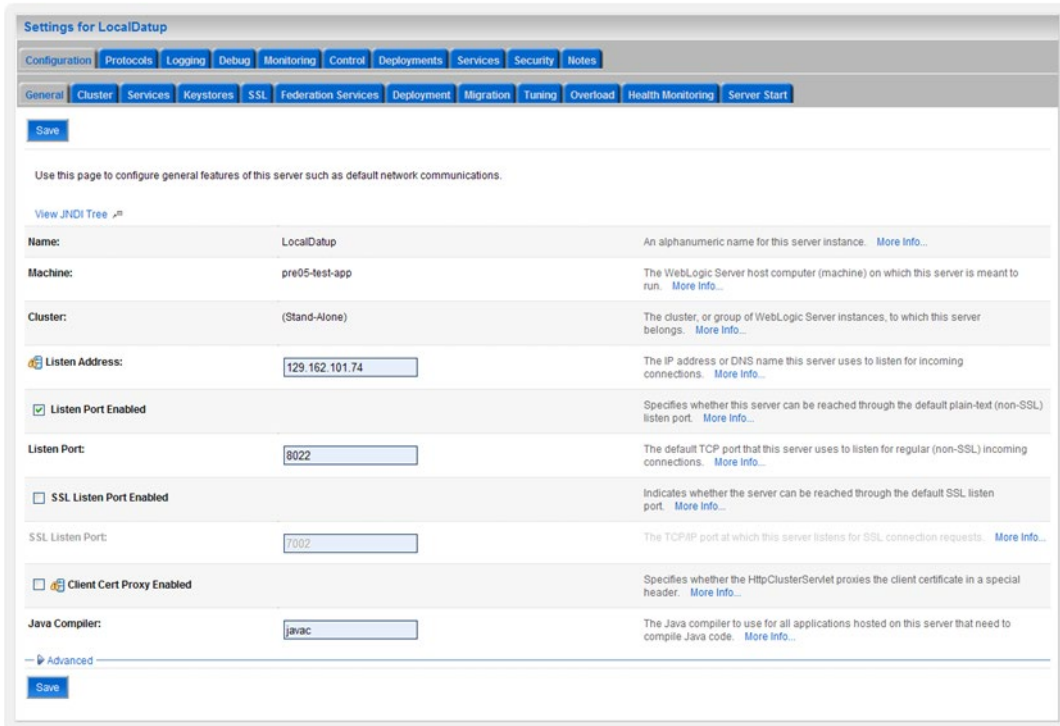 Settings for LocalDatup
Configuration Protocols Logging Debug Monitoring Control Deployments Services Security Notes
General Cluster Services Keystores SSL Federation Services Deployment Migration Tuning Overload Health Monitoring Server Start
Save
Use this page to configure general features of this server such as default network communications.
View JNDI Tree
Name: LocalDatup An alphanumeric name for this server instance. More Info...
Machine: pre05-test-app The WebLogic Server host computer (machine) on which this server is meant to
run. More Info...
Cluster: (Stand-Alone) The cluster, or group of WebLogic Server instances, to which this server
belongs. More Info...
Listen Address: 129.162.101.74 The IP address or DNS name this server uses to listen for incoming
connections. More Info...
Listen Port Enabled Specifies whether this server can be reached through the default plain-text (non-SSL)
listen port. More Info...
Listen Port: 8022 The default TCP port that this server uses to listen for regular (non-SSL) incoming
connections. More Info...
SSL Listen Port Enabled Indicates whether the server can be reached through the default SSL listen
port. More Info...
SSL Listen Port: 7002 The TCP/IP port at which this server listens for SSL connection requests. More Info...
Client Cert Proxy Enabled Specifies whether the HttpClusterServlet proxies the client certificate in a special
header. More Info...
Java Compiler: javac The Java compiler to use for all applications hosted on this server that need to
compile Java code. More Info...
Advanced
Save